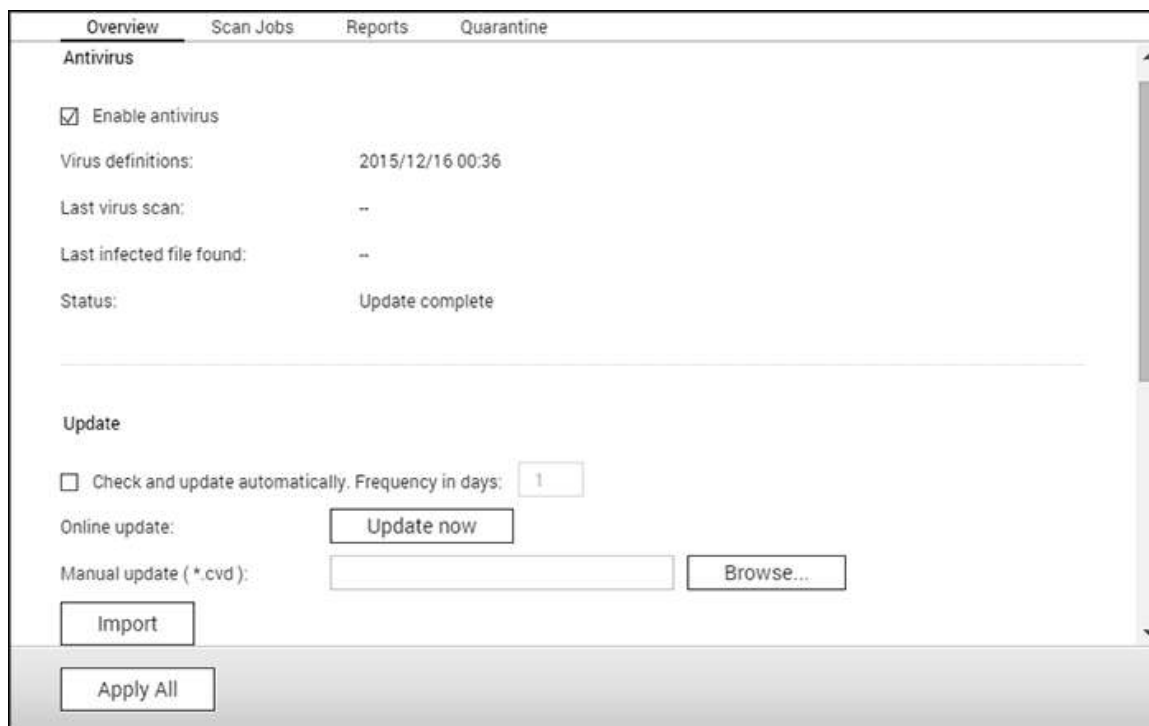 Overview Scan Jobs Reports Quarantine
Antivirus
Enable antivirus
Virus definitions: 2015/12/16 00:36
Last virus scan: --
Last infected file found: --
Status: Update complete
Update
Check and update automatically. Frequency in days: 1
Online update: Update now
Manual update ( *.cvd ): Browse...
Import
Apply All